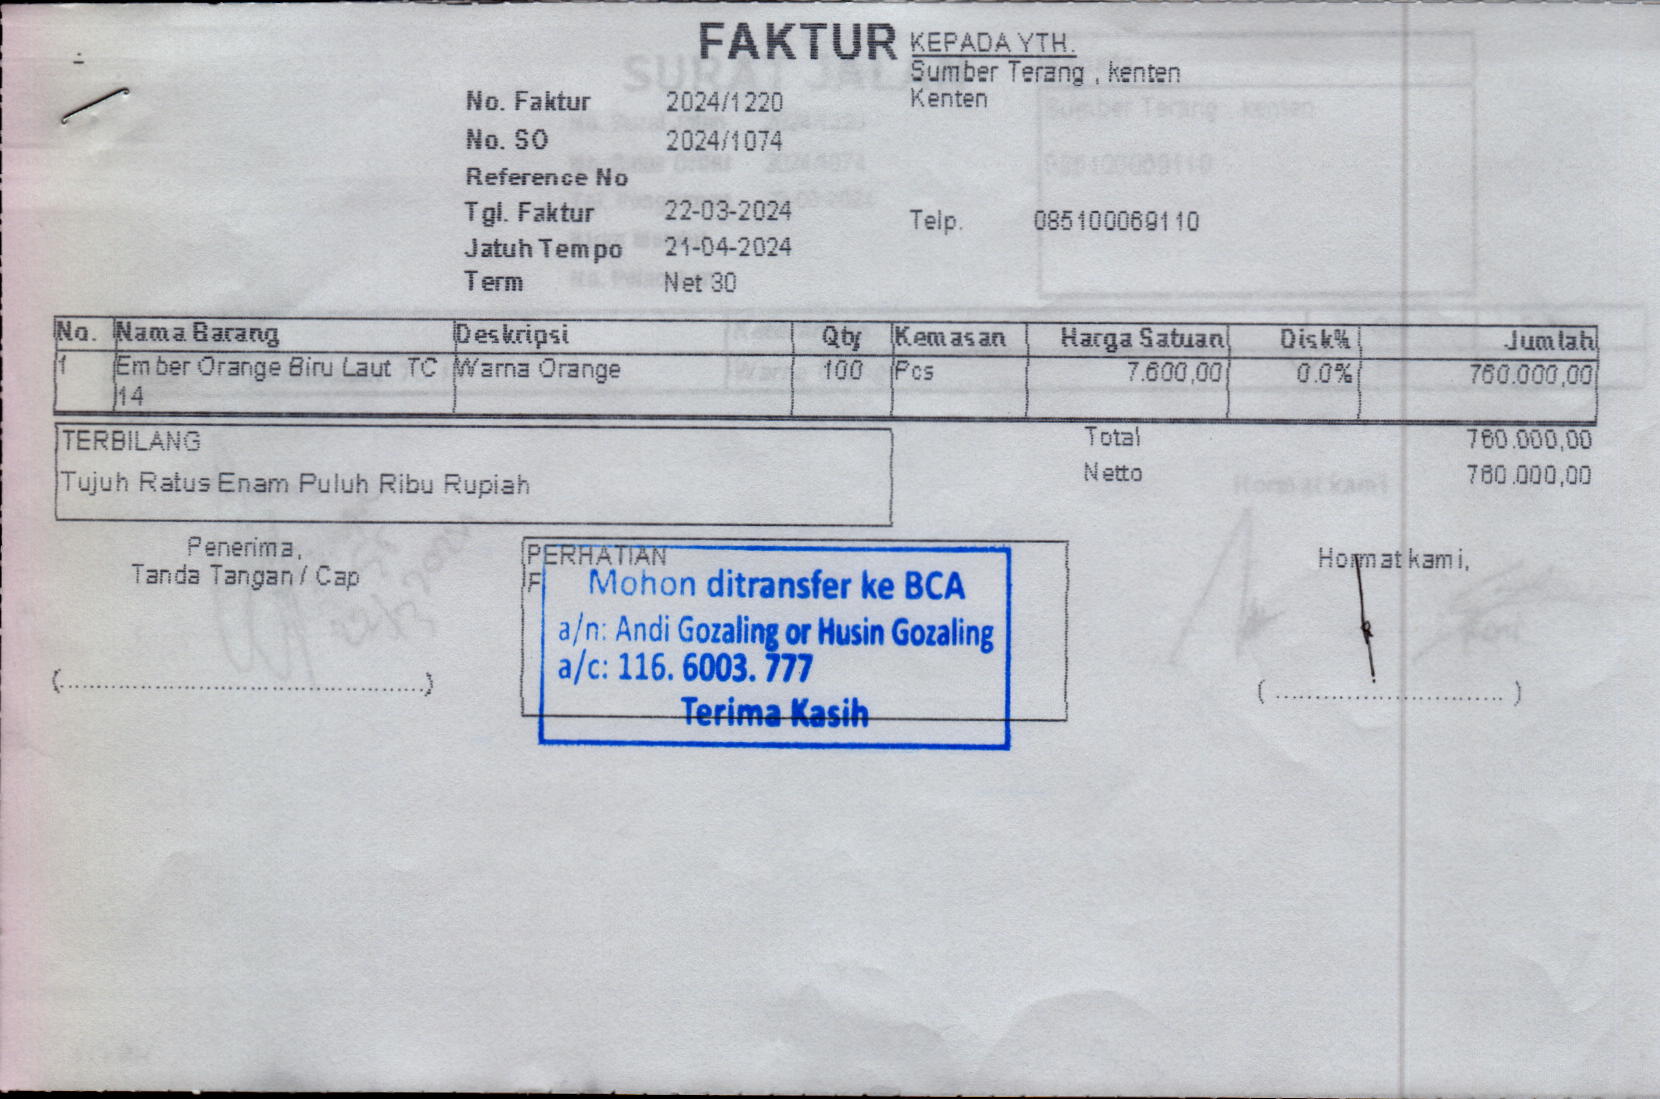 FAKTUR
KEPADA YTH.
Sumber Terang , kenten
Kenten
No. Faktur 2024/1220
No. SO 2024/1074
Reference No
Tgl. Faktur 22-03-2024
Telp. 085100069110
Jatuh Tempo 21-04-2024
Term Net 30
No. Nama Barang Deskripsi Qty Kemasan Harga Satuan Disk% Jumlah
1 Ember Orange Biru Laut TC Warna Orange 100 Pcs 7.600,00 0.0% 760.000,00
14
TERBILANG
Tujuh Ratus Enam Puluh Ribu Rupiah
Total 760.000,00
Netto 760.000,00
Penerima,
Tanda Tangan / Cap
(............................................)
PERHATIAN
F
Mohon ditransfer ke BCA
a/n: Andi Gozaling or Husin Gozaling
a/c: 116. 6003. 777
Terima Kasih
Hormat kami,
( ............................ )